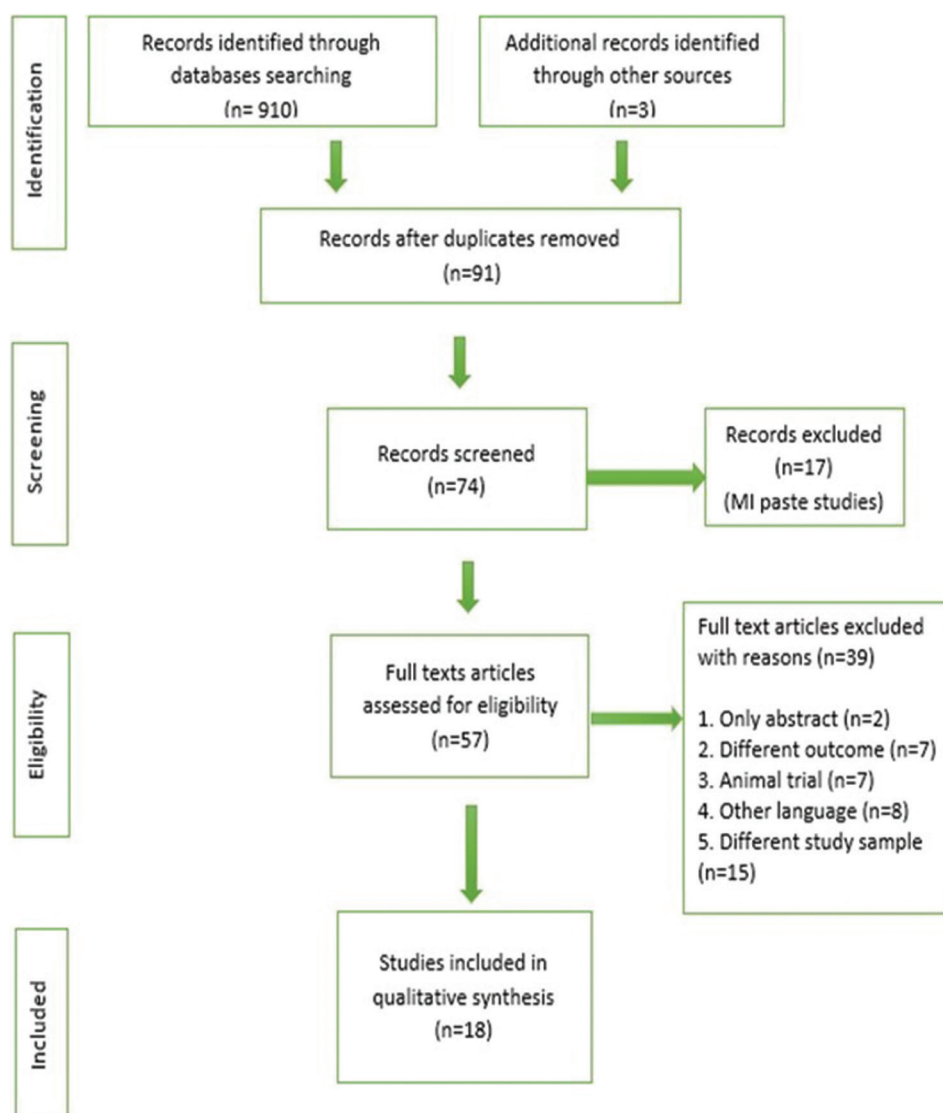 Identification
Records identified through
databases searching
(n= 910)
Additional records identified
through other sources
(n=3)
Records after duplicates removed
(n=91)
Screening
Records screened
(n=74)
Records excluded
(n=17)
(MI paste studies)
Eligibility
Full texts articles
assessed for eligibility
(n=57)
Full text articles excluded
with reasons (n=39)
1. Only abstract (n=2)
2. Different outcome (n=7)
3. Animal trial (n=7)
4. Other language (n=8)
5. Different study sample
(n=15)
Included
Studies included in
qualitative synthesis
(n=18)